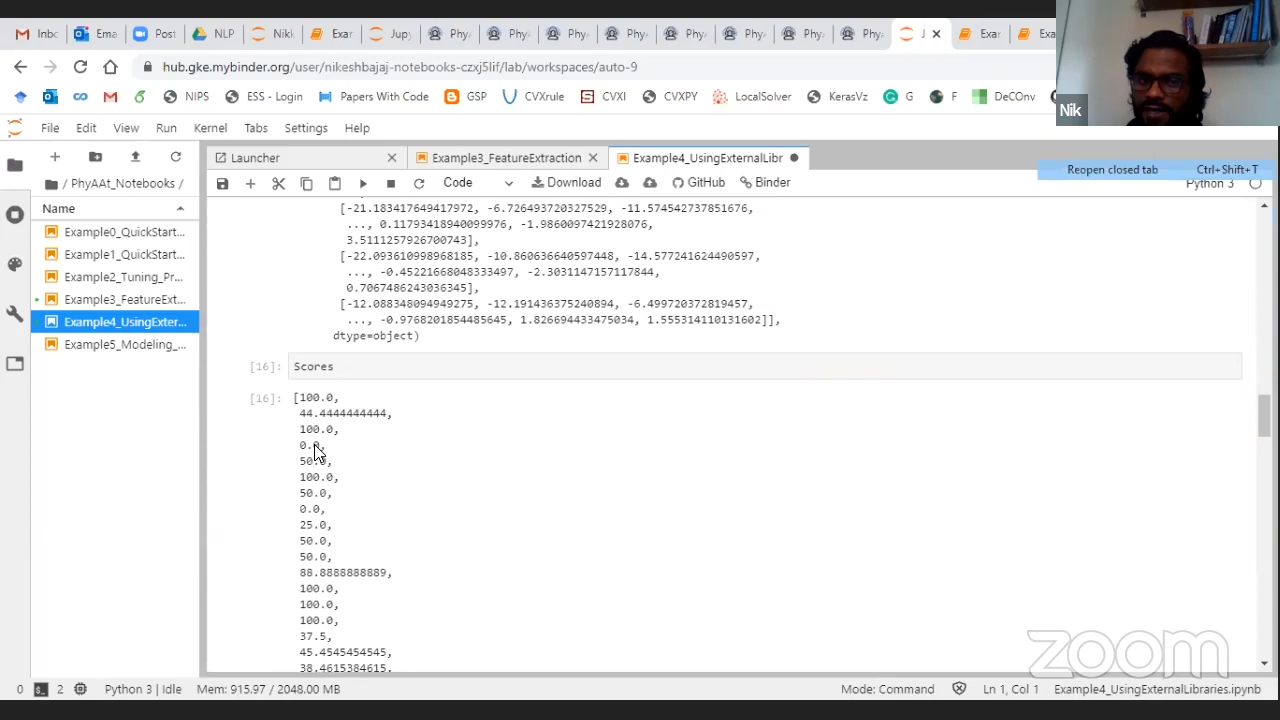 Inbc Ema Post NLP Nikk Exar Jupy Phy/ Phy/ Phy/ Phy/ Phy/ Phy/ Phy/ Phy/ J Exar Exa
hub.gke.mybinder.org/user/nikeshbajaj-notebooks-czxj5lif/lab/workspaces/auto-9
NIPS ESS - Login Papers With Code GSP CVXrule CVXI CVXPY LocalSolver KerasVz G F DeCOnv
Nik
File Edit View Run Kernel Tabs Settings Help
Launcher Example3_FeatureExtraction Example4_UsingExternalLibr
Reopen closed tab Ctrl+Shift+T
/ PhyAAt_Notebooks /
Code Download GitHub Binder Python 3
Name
Example0_QuickStart...
Example1_QuickStart...
Example2_Tuning_Pr...
Example3_FeatureExt...
Example4_UsingExter...
Example5_Modeling_...
[-21.183417649417972, -6.726493720327529, -11.574542737851676,
..., 0.11793418940099976, -1.9860097421928076,
3.5111257926700743],
[-22.093610998968185, -10.860636640597448, -14.577241624490597,
..., -0.45221668048333497, -2.3031147157117844,
0.7067486243036345],
[-12.088348094949275, -12.191436375240894, -6.499720372819457,
..., -0.9768201854485645, 1.826694433475034, 1.555314110131602]],
dtype=object)
[16]: Scores
[16]: [100.0,
44.4444444444,
100.0,
0.0,
50.0,
100.0,
50.0,
0.0,
25.0,
50.0,
50.0,
88.8888888889,
100.0,
100.0,
100.0,
37.5,
45.4545454545,
38.4615384615,
zoom
0 2 Python 3 | Idle Mem: 915.97 / 2048.00 MB Mode: Command Ln 1, Col 1 Example4_UsingExternalLibraries.ipynb